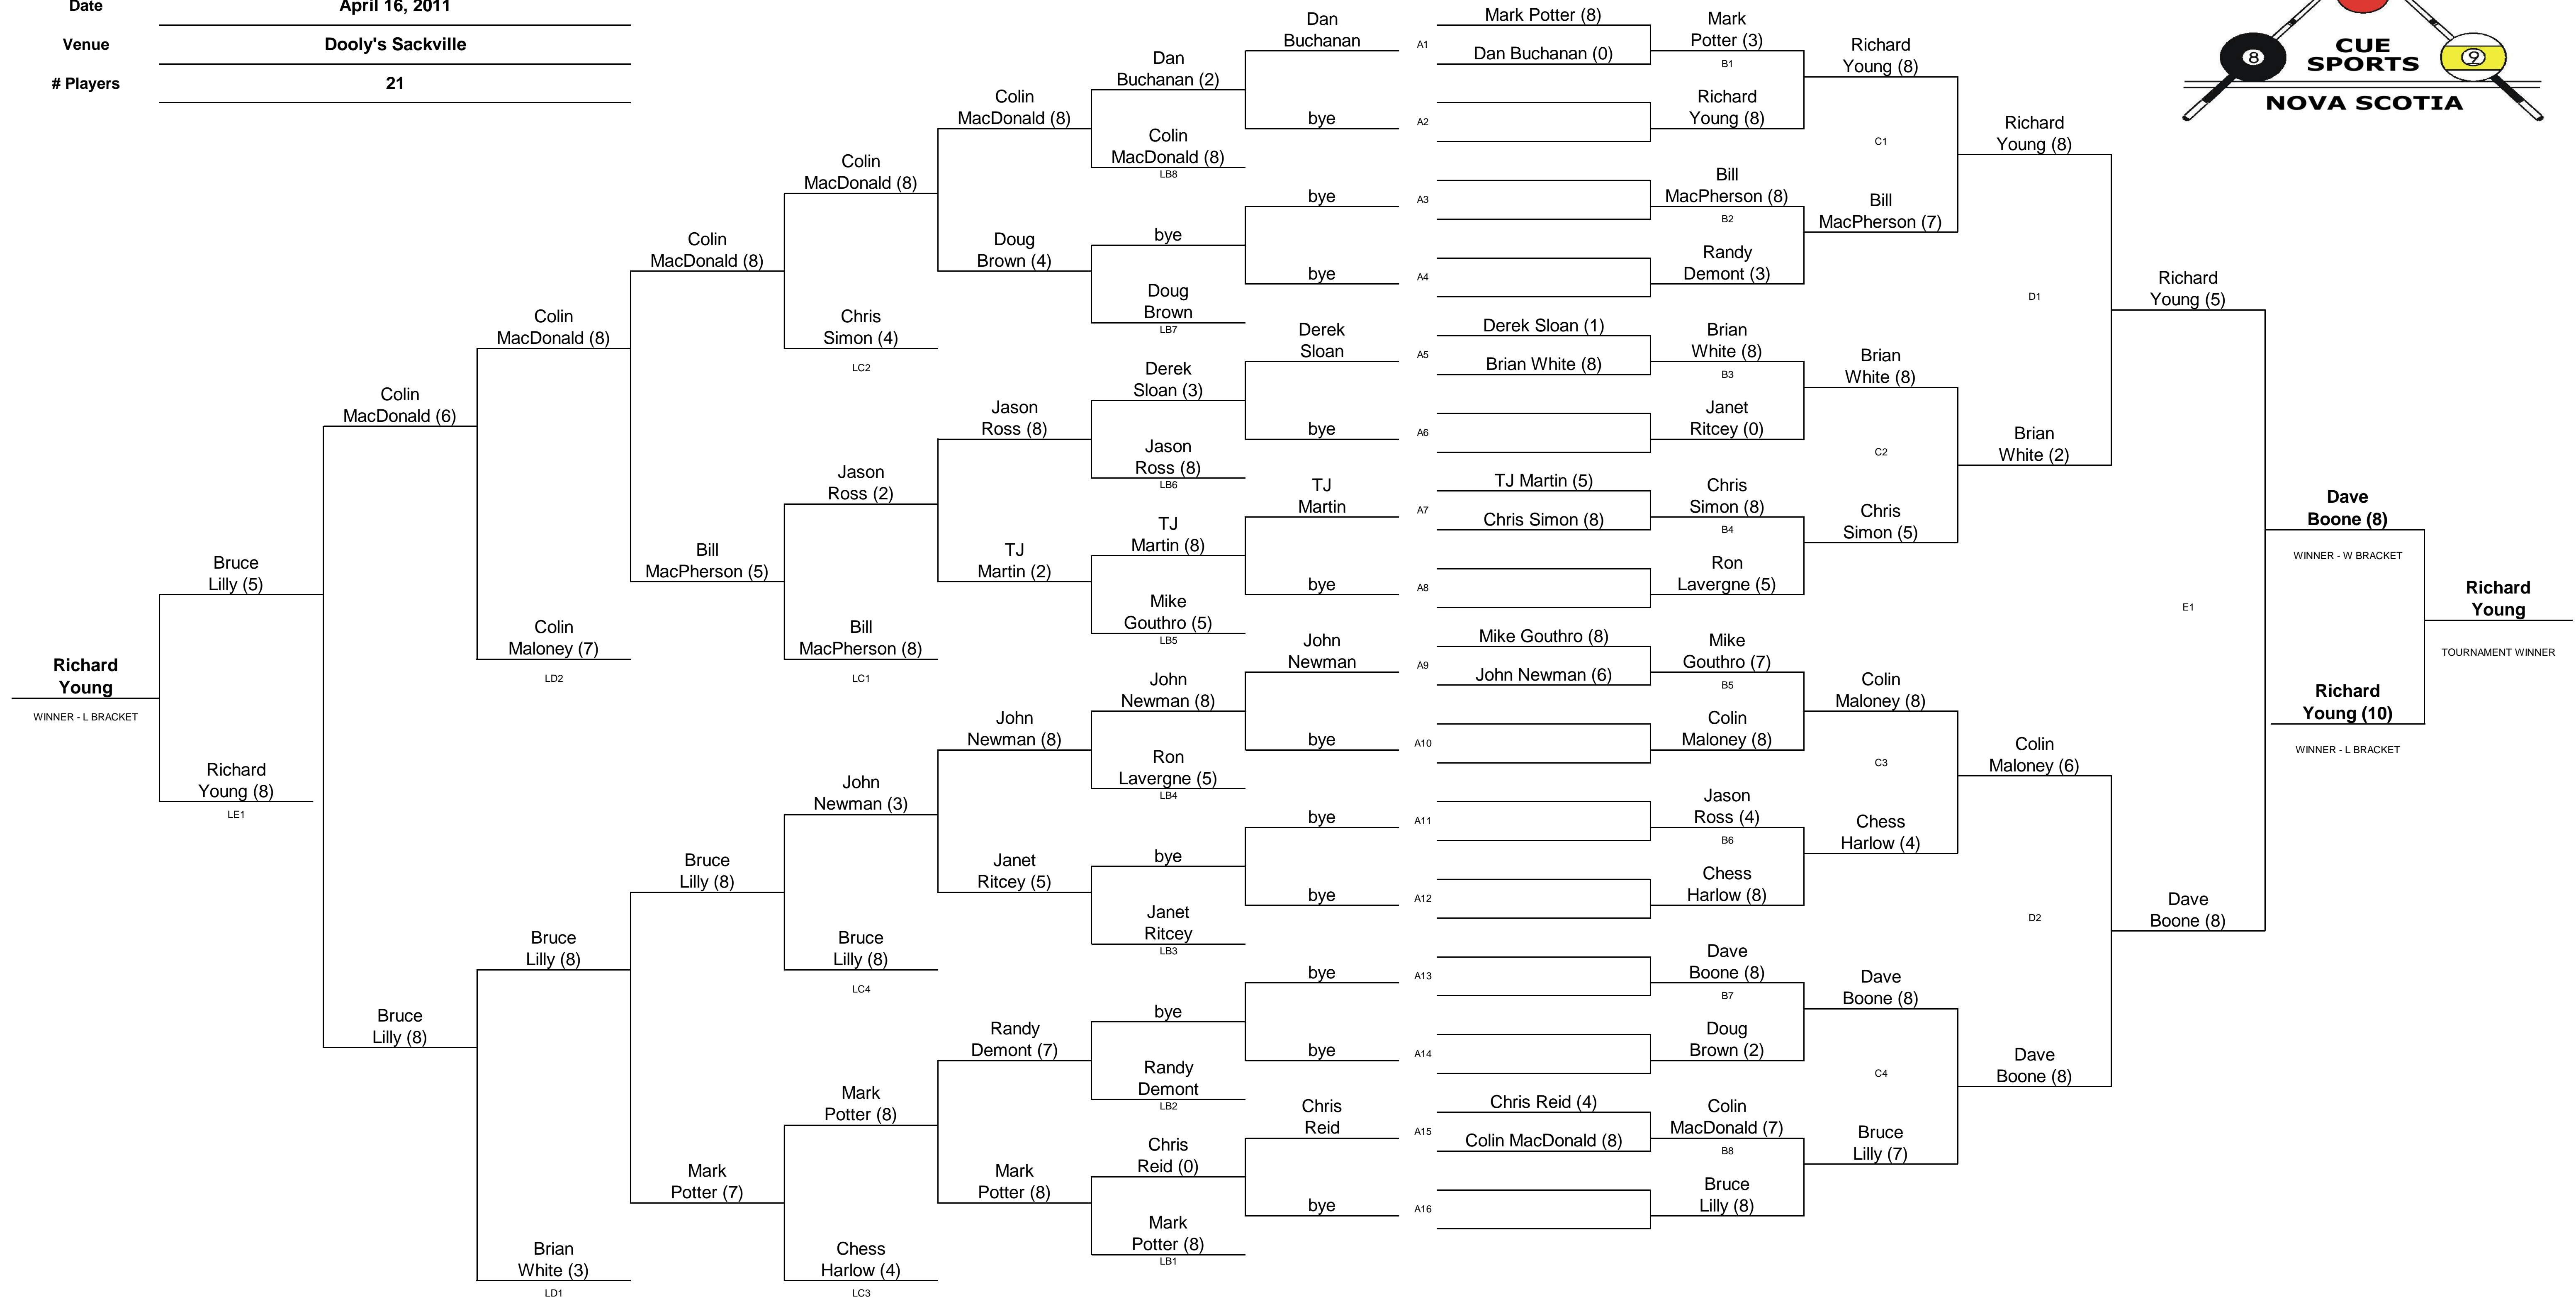 Date
April 16, 2011
Venue
Dooly's Sackville
# Players
21
8
9
CUE
SPORTS
NOVA SCOTIA
Richard
Young
WINNER - L BRACKET
Bruce
Lilly (5)
Richard
Young (8)
LE1
Colin
MacDonald (6)
Bruce
Lilly (8)
Colin
MacDonald (8)
Colin
Maloney (7)
LD2
Bruce
Lilly (8)
Brian
White (3)
LD1
Colin
MacDonald (8)
Bill
MacPherson (5)
Bruce
Lilly (8)
Mark
Potter (7)
Colin
MacDonald (8)
Chris
Simon (4)
LC2
Jason
Ross (2)
Bill
MacPherson (8)
LC1
John
Newman (3)
Bruce
Lilly (8)
LC4
Mark
Potter (8)
Chess
Harlow (4)
LC3
Colin
MacDonald (8)
Doug
Brown (4)
Jason
Ross (8)
TJ
Martin (2)
John
Newman (8)
Janet
Ritcey (5)
Randy
Demont (7)
Mark
Potter (8)
Dan
Buchanan (2)
Colin
MacDonald (8)
LB8
bye
Doug
Brown
LB7
Derek
Sloan (3)
Jason
Ross (8)
LB6
TJ
Martin (8)
Mike
Gouthro (5)
LB5
John
Newman (8)
Ron
Lavergne (5)
LB4
bye
Janet
Ritcey
LB3
bye
Randy
Demont
LB2
Chris
Reid (0)
Mark
Potter (8)
LB1
Dan
Buchanan
bye
bye
bye
Derek
Sloan
bye
TJ
Martin
bye
John
Newman
bye
bye
bye
bye
bye
Chris
Reid
bye
A1
A2
A3
A4
A5
A6
A7
A8
A9
A10
A11
A12
A13
A14
A15
A16
Mark Potter (8)
Dan Buchanan (0)
Derek Sloan (1)
Brian White (8)
TJ Martin (5)
Chris Simon (8)
Mike Gouthro (8)
John Newman (6)
Chris Reid (4)
Colin MacDonald (8)
Mark
Potter (3)
B1
Richard
Young (8)
Bill
MacPherson (8)
B2
Randy
Demont (3)
Brian
White (8)
B3
Janet
Ritcey (0)
Chris
Simon (8)
B4
Ron
Lavergne (5)
Mike
Gouthro (7)
B5
Colin
Maloney (8)
Jason
Ross (4)
B6
Chess
Harlow (8)
Dave
Boone (8)
B7
Doug
Brown (2)
Colin
MacDonald (7)
B8
Bruce
Lilly (8)
Richard
Young (8)
C1
Bill
MacPherson (7)
Brian
White (8)
C2
Chris
Simon (5)
Colin
Maloney (8)
C3
Chess
Harlow (4)
Dave
Boone (8)
C4
Bruce
Lilly (7)
Richard
Young (8)
D1
Brian
White (2)
Colin
Maloney (6)
D2
Dave
Boone (8)
Richard
Young (5)
E1
Dave
Boone (8)
Dave
Boone (8)
WINNER - W BRACKET
Richard
Young (10)
WINNER - L BRACKET
Richard
Young
TOURNAMENT WINNER